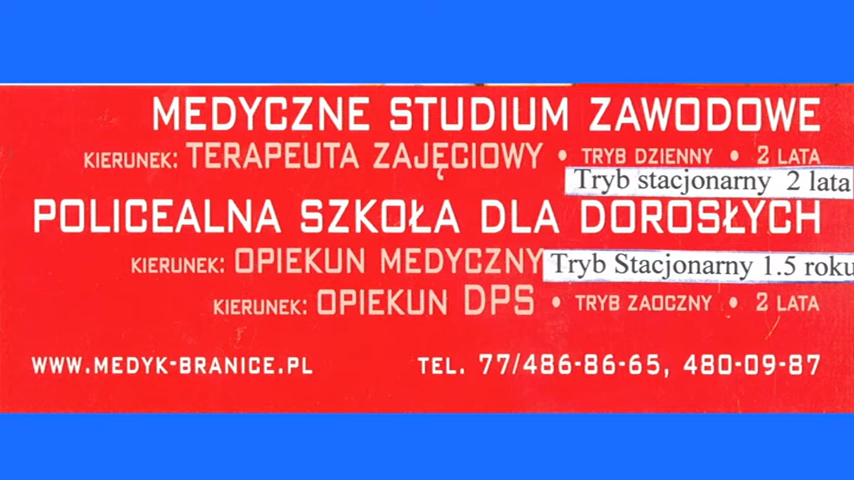 MEDYCZNE STUDIUM ZAWODOWE
KIERUNEK: TERAPEUTA ZAJĘCIOWY • TRYB DZIENNY • 2 LATA
Tryb stacjonarny 2 lata
POLICEALNA SZKOŁA DLA DOROSŁYCH
KIERUNEK: OPIEKUN MEDYCZNY Tryb Stacjonarny 1.5 roku
KIERUNEK: OPIEKUN DPS • TRYB ZAOCZNY • 2 LATA
WWW.MEDYK-BRANICE.PL TEL. 77/486-86-65, 480-09-87